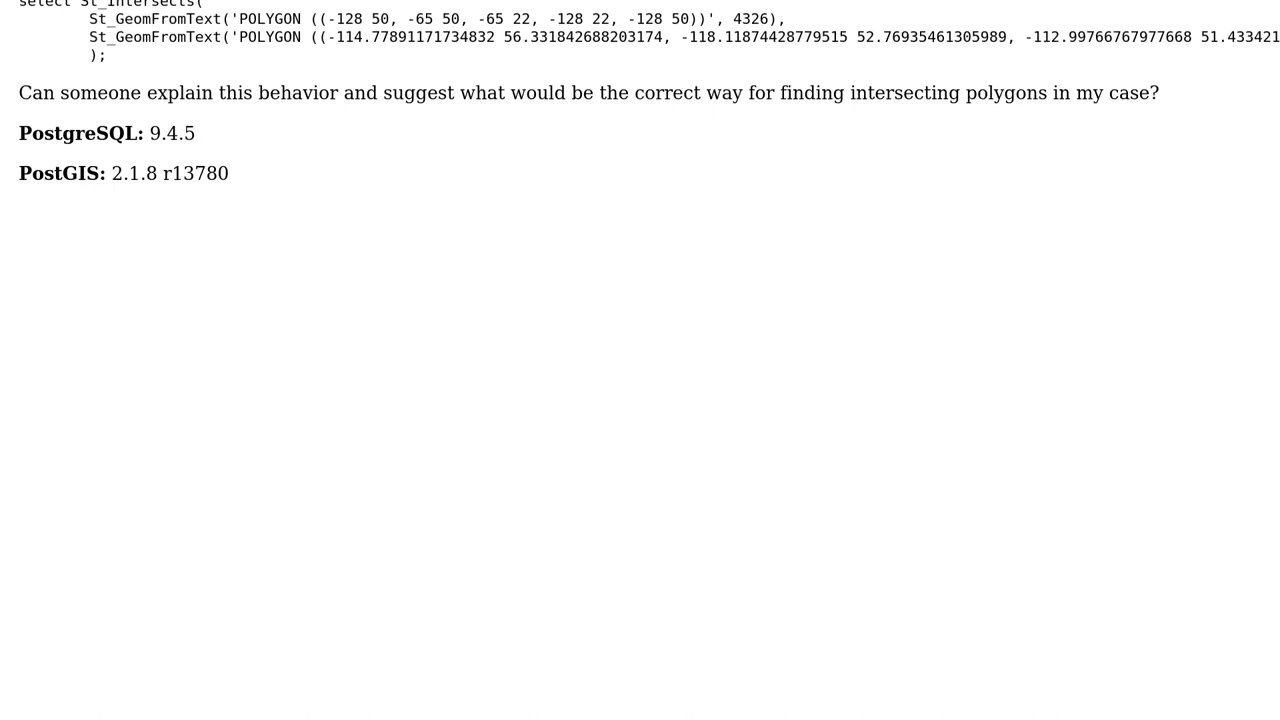 select St_Intersects(
St_GeomFromText('POLYGON ((-128 50, -65 50, -65 22, -128 22, -128 50))', 4326),
St_GeomFromText('POLYGON ((-114.77891171734832 56.331842688203174, -118.11874428779515 52.76935461305989, -112.99766767977668 51.433421
);
Can someone explain this behavior and suggest what would be the correct way for finding intersecting polygons in my case?
PostgreSQL: 9.4.5
PostGIS: 2.1.8 r13780